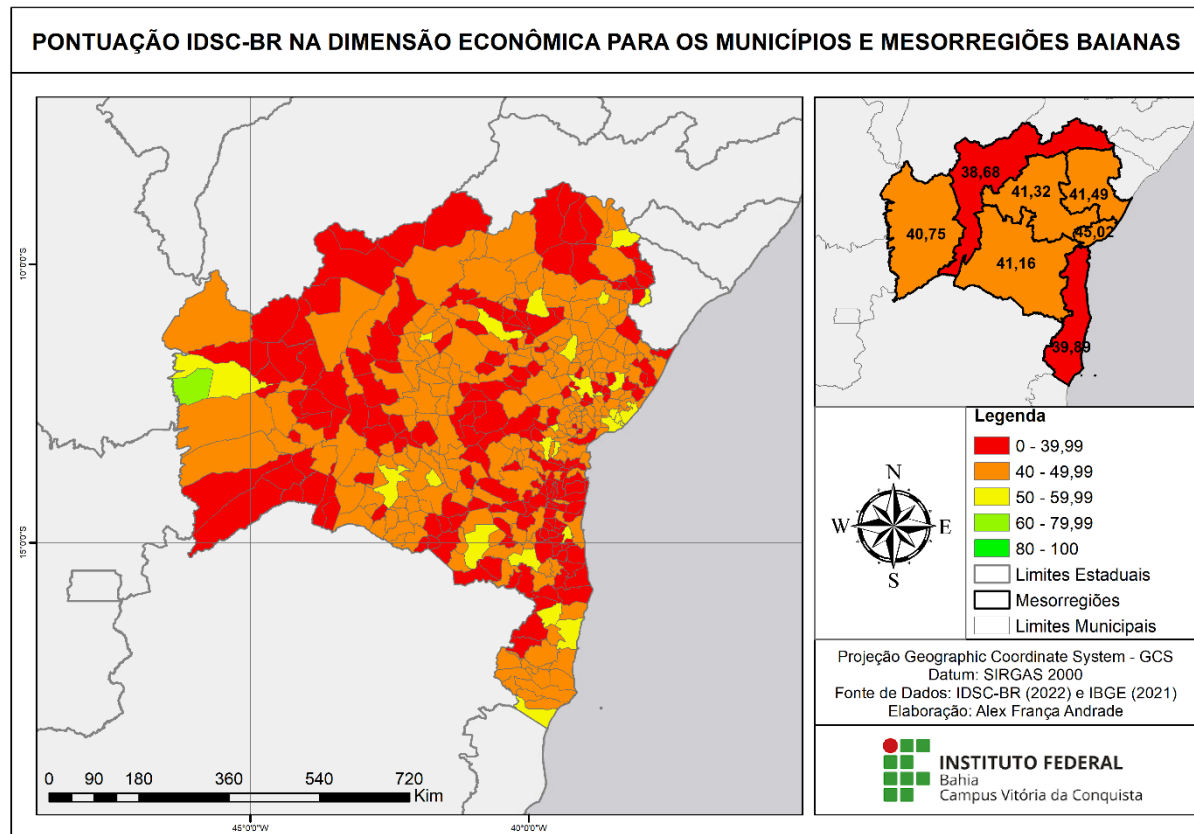 PONTUAÇÃO IDSC-BR NA DIMENSÃO ECONÔMICA PARA OS MUNICÍPIOS E MESORREGIÕES BAIANAS
10°0'0"S
15°0'0"S
45°0'0"W
40°0'0"W
0 90 180 360 540 720
Kim
38,68
41,32
41,49
40,75
45,02
41,16
39,89
Legenda
0 - 39,99
40 - 49,99
50 - 59,99
60 - 79,99
80 - 100
Limites Estaduais
Mesorregiões
Limites Municipais
N
W E
S
Projeção Geographic Coordinate System - GCS
Datum: SIRGAS 2000
Fonte de Dados: IDSC-BR (2022) e IBGE (2021)
Elaboração: Alex França Andrade
INSTITUTO FEDERAL
Bahia
Campus Vitória da Conquista